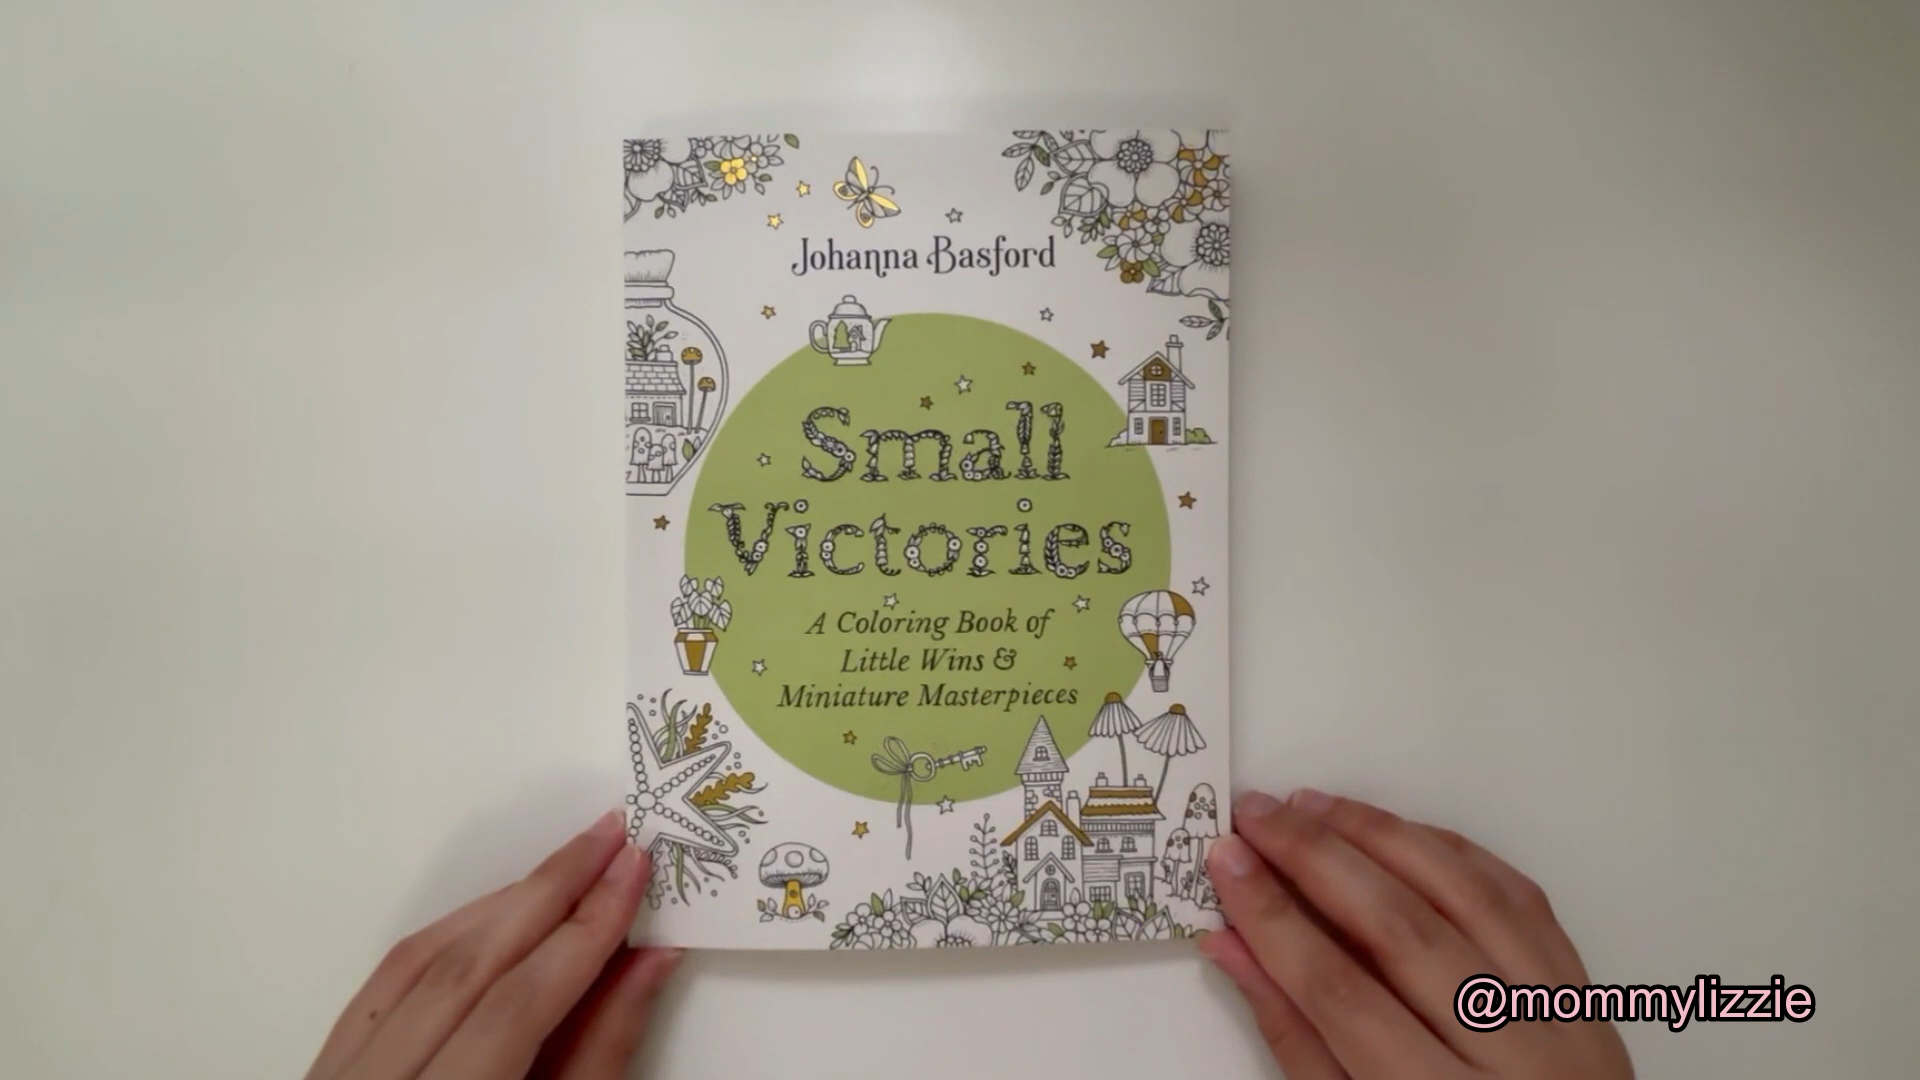 Johanna Basford
Small
Victories
A Coloring Book of
Little Wins &
Miniature Masterpieces
@mommylizzie